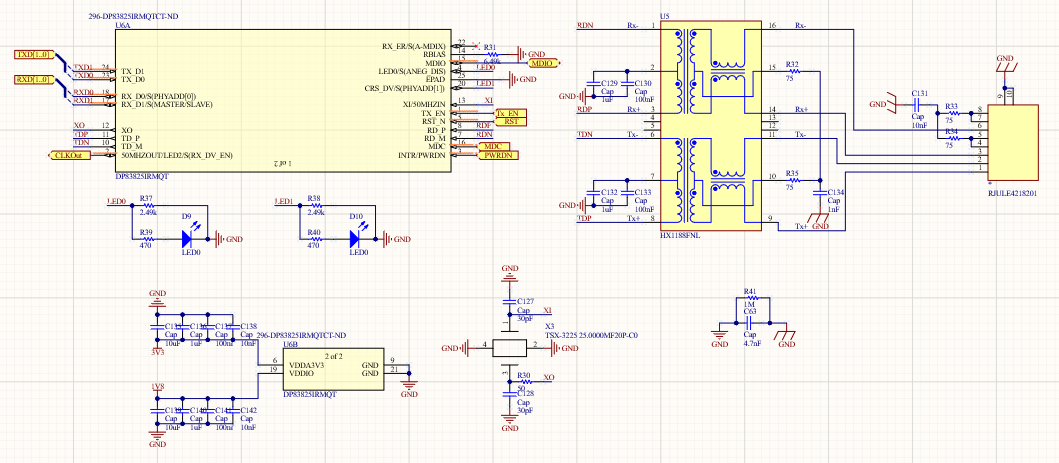 296-DP83825IRMQTCT-ND
U6A
TXD[1..0]
TXD1
24
TX_D1
TXD0
23
TX_D0
RXD[1..0]
RXD0
18
RX_D0/S(PHYADD[0])
RXD1
17
RX_D1/S(MASTER/SLAVE)
XO
12
XO
TDP
11
TD_P
TDN
10
TD_M
CLKOut
2
50MHZOUT/LED2/S(RX_DV_EN)
RX_ER/S(A-MDIX)
22
RBIAS
14
R31
GND
MDIO
15
MDIO
LED0/S(ANEG_DIS)
4
LED0
EPAD
25
GND
CRS_DV/S(PHYADD[1])
20
LED1
XI/50MHZIN
13
XI
TX_EN
Tx_EN
RST_N
5
RST
RD_P
8
RDP
RD_M
7
RDN
MDC
16
MDC
INTR/PWRDN
3
PWRDN
1 of 2
DP83825IRMQT
LED0
R37
2.49k
R39
470
D9
LED0
GND
LED1
R38
2.49k
R40
470
D10
LED0
GND
U5
RDN
Rx-
1
16
Rx-
2
15
R32
75
C129
Cap
1uF
C130
Cap
100nF
GND
RDP
Rx+
3
14
Rx+
4
13
5
12
TDN
Tx-
6
11
Tx-
7
10
R35
75
C132
Cap
1uF
C133
Cap
100nF
GND
C134
Cap
1nF
GND
TDP
Rx+
8
9
Tx+
HX1188FNL
GND
C131
Cap
10nF
R33
75
R34
75
GND
9
10
8
7
6
5
4
3
2
1
RJULE4218201
GND
C135
Cap
10uF
C136
Cap
1uF
C137
Cap
100nF
C138
Cap
10nF
3V3
296-DP83825IRMQTCT-ND
U6B
2 of 2
6
VDDA3V3
19
VDDIO
GND
9
GND
21
GND
DP83825IRMQT
1V8
C139
Cap
10uF
C140
Cap
1uF
C141
Cap
100nF
C142
Cap
10nF
GND
GND
C127
Cap
30pF
XI
X3
TSX-3225 25.0000MF20P-C0
1
GND
4
2
GND
3
R30
50
XO
C128
Cap
30pF
GND
R41
1M
C63
Cap
4.7nF
GND
GND